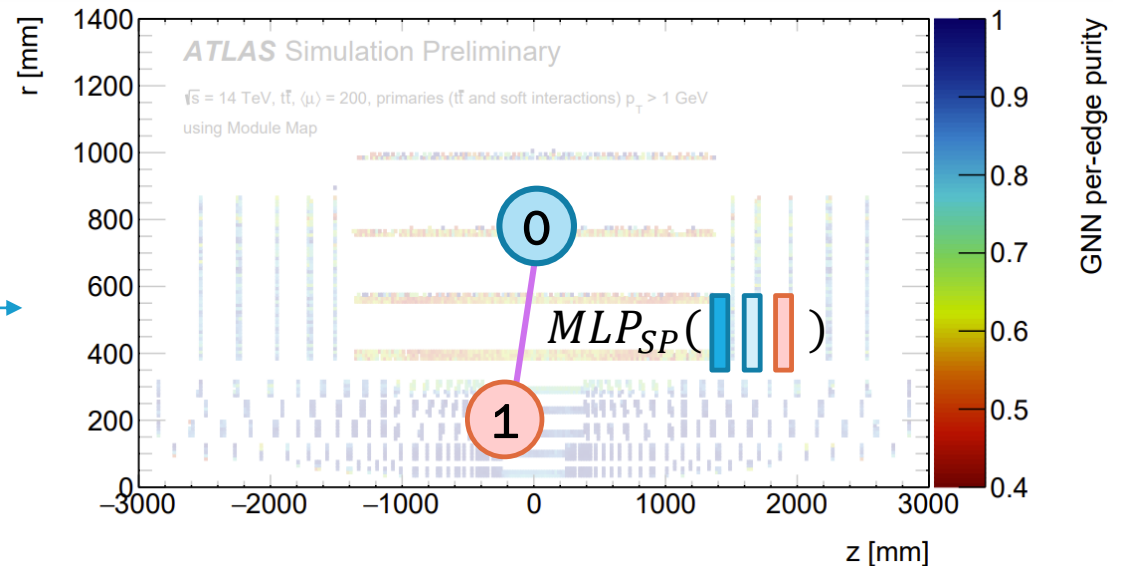 1400
1200
1000
800
600
400
200
0
r [mm]
ATLAS Simulation Preliminary
√s = 14 TeV, tt̄, ⟨μ⟩ = 200, primaries (tt̄ and soft interactions) p_T > 1 GeV
using Module Map
0
MLP_SP( )
1
−3000 −2000 −1000 0 1000 2000 3000
z [mm]
1
0.9
0.8
0.7
0.6
0.5
0.4
GNN per-edge purity